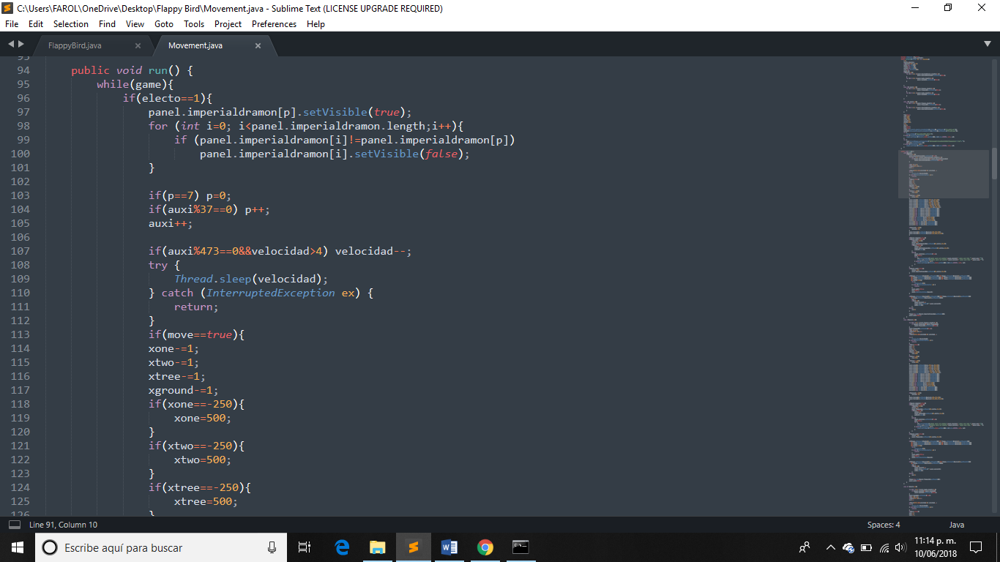 C:\Users\FAROL\OneDrive\Desktop\Flappy Bird\Movement.java - Sublime Text (LICENSE UPGRADE REQUIRED)
File Edit Selection Find View Goto Tools Project Preferences Help
FlappyBird.java Movement.java
93
94 public void run() {
95 while(game){
96 if(electo==1){
97 panel.imperialdramon[p].setVisible(true);
98 for (int i=0; i<panel.imperialdramon.length;i++){
99 if (panel.imperialdramon[i]!=panel.imperialdramon[p])
100 panel.imperialdramon[i].setVisible(false);
101 }
102
103 if(p==7) p=0;
104 if(auxi%37==0) p++;
105 auxi++;
106
107 if(auxi%473==0&&velocidad>4) velocidad--;
108 try {
109 Thread.sleep(velocidad);
110 } catch (InterruptedException ex) {
111 return;
112 }
113 if(move==true){
114 xone-=1;
115 xtwo-=1;
116 xtree-=1;
117 xground-=1;
118 if(xone==-250){
119 xone=500;
120 }
121 if(xtwo==-250){
122 xtwo=500;
123 }
124 if(xtree==-250){
125 xtree=500;
126 }
Line 91, Column 10 Spaces: 4 Java
Escribe aquí para buscar
11:14 p. m.
10/06/2018